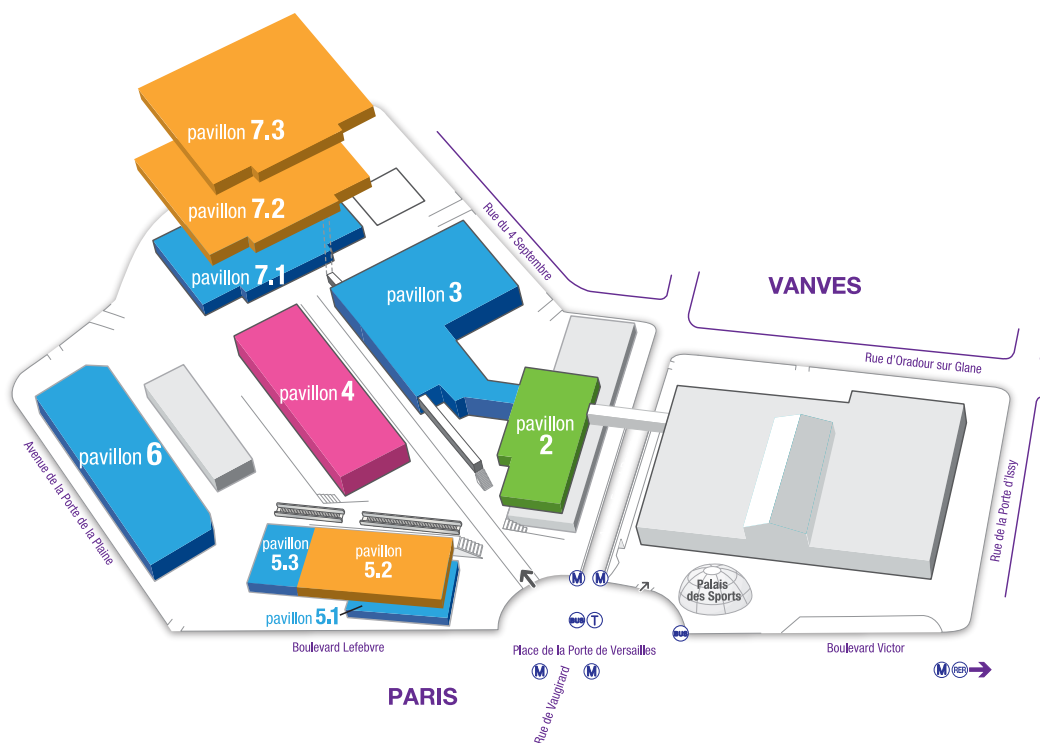 pavillon 7.3
pavillon 7.2
pavillon 7.1
Rue du 4 Septembre
VANVES
pavillon 3
Rue d'Oradour sur Glane
pavillon 4
pavillon
2
pavillon 6
Avenue de la Porte de la Plaine
Rue de la Porte d'Issy
pavillon
5.3
pavillon
5.2
pavillon 5.1
M
M
Palais
des Sports
BUS
T
BUS
Boulevard Lefebvre
Place de la Porte de Versailles
Boulevard Victor
M
M
M
RER
Rue de Vaugirard
PARIS